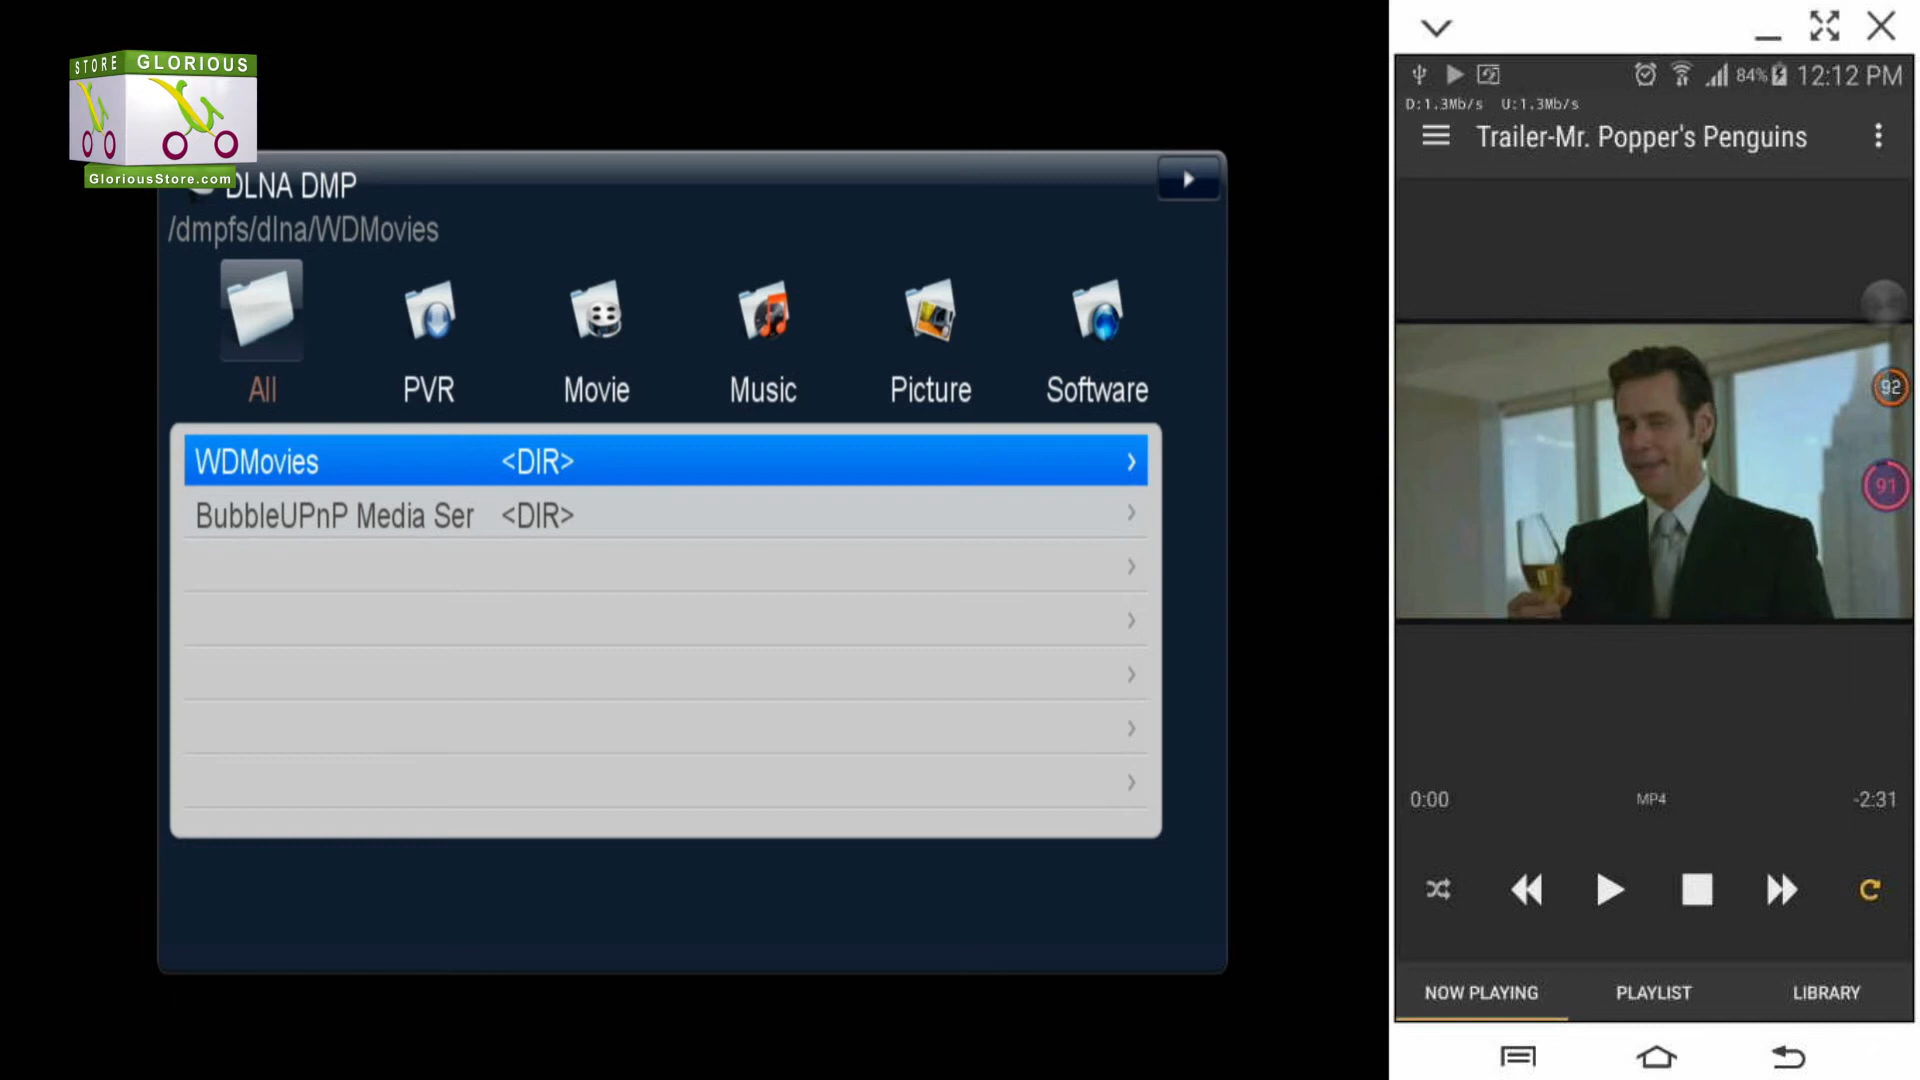 STORE GLORIOUS
GloriousStore.com
DLNA DMP
/dmpfs/dlna/WDMovies
All PVR Movie Music Picture Software
WDMovies <DIR>
BubbleUPnP Media Ser <DIR>
84% 12:12 PM
D:1.3Mb/s U:1.3Mb/s
Trailer-Mr. Popper's Penguins
92
91
0:00 MP4 -2:31
NOW PLAYING PLAYLIST LIBRARY